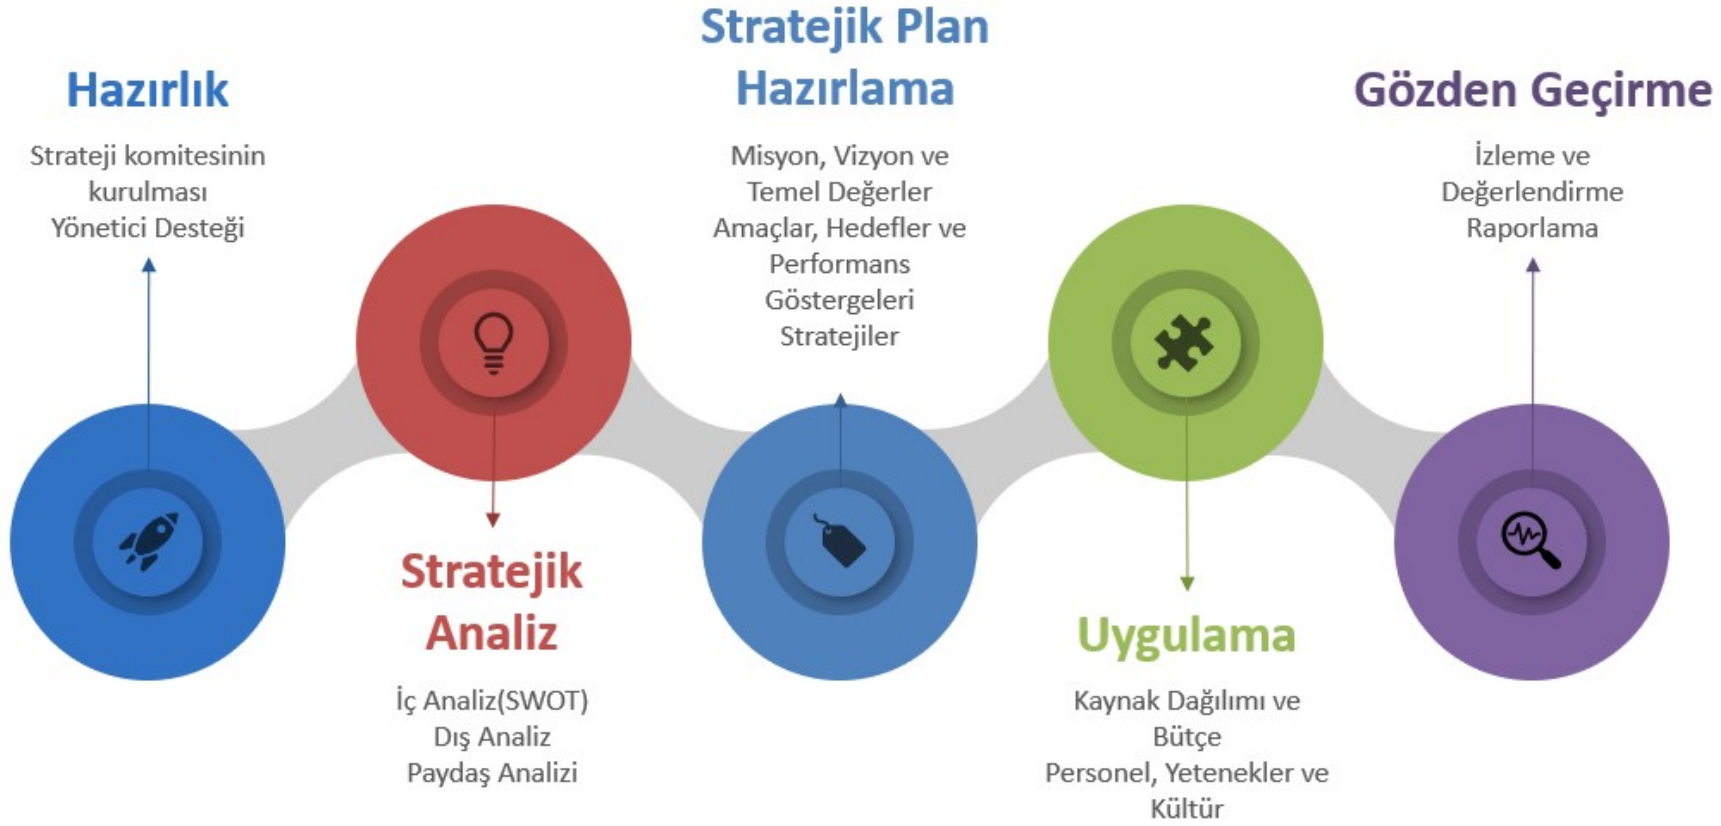 Hazırlık
Strateji komitesinin
kurulması
Yönetici Desteği
Stratejik
Analiz
İç Analiz(SWOT)
Dış Analiz
Paydaş Analizi
Stratejik Plan
Hazırlama
Misyon, Vizyon ve
Temel Değerler
Amaçlar, Hedefler ve
Performans
Göstergeleri
Stratejiler
Uygulama
Kaynak Dağılımı ve
Bütçe
Personel, Yetenekler ve
Kültür
Gözden Geçirme
İzleme ve
Değerlendirme
Raporlama